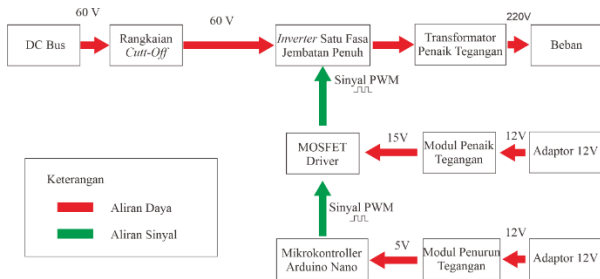 60 V
60 V
220V
DC Bus
Rangkaian
Cutt-Off
Inverter Satu Fasa
Jembatan Penuh
Transformator
Penaik Tegangan
Beban
Sinyal PWM
MOSFET
Driver
15V
Modul Penaik
Tegangan
12V
Adaptor 12V
Keterangan
Aliran Daya
Aliran Sinyal
Sinyal PWM
Mikrokontroller
Arduino Nano
5V
Modul Penurun
Tegangan
12V
Adaptor 12V